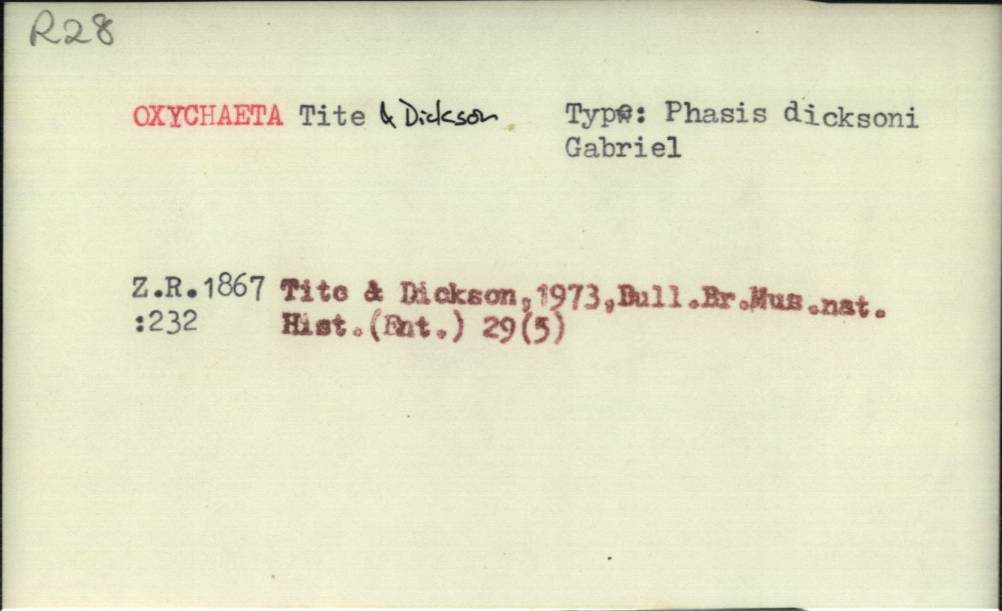 R28
OXYCHAETA Tite & Dickson Type: Phasis dicksoni
Gabriel
Z.R.1867 Tite & Dickson,1973,Bull.Br.Mus.nat.
:232 Hist.(Ent.) 29(5)